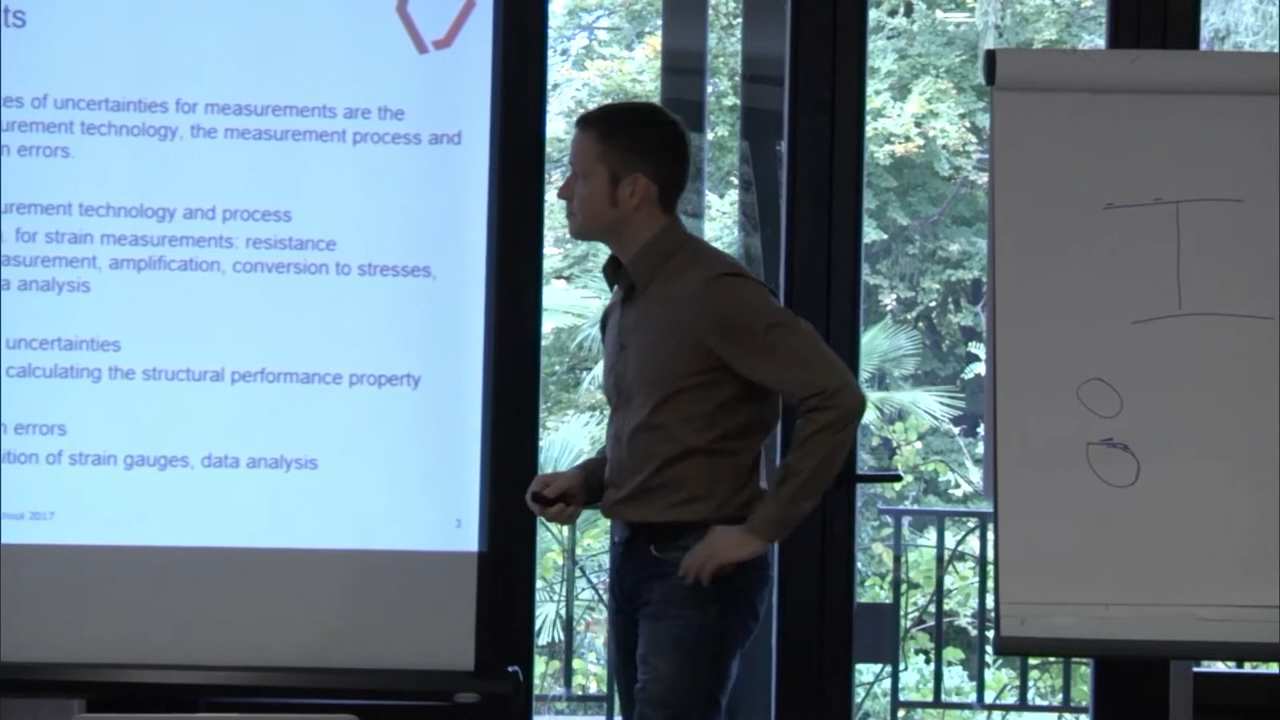 ts
es of uncertainties for measurements are the
urement technology, the measurement process and
n errors.
urement technology and process
. for strain measurements: resistance
asurement, amplification, conversion to stresses,
a analysis
uncertainties
calculating the structural performance property
n errors
ition of strain gauges, data analysis
2017
3